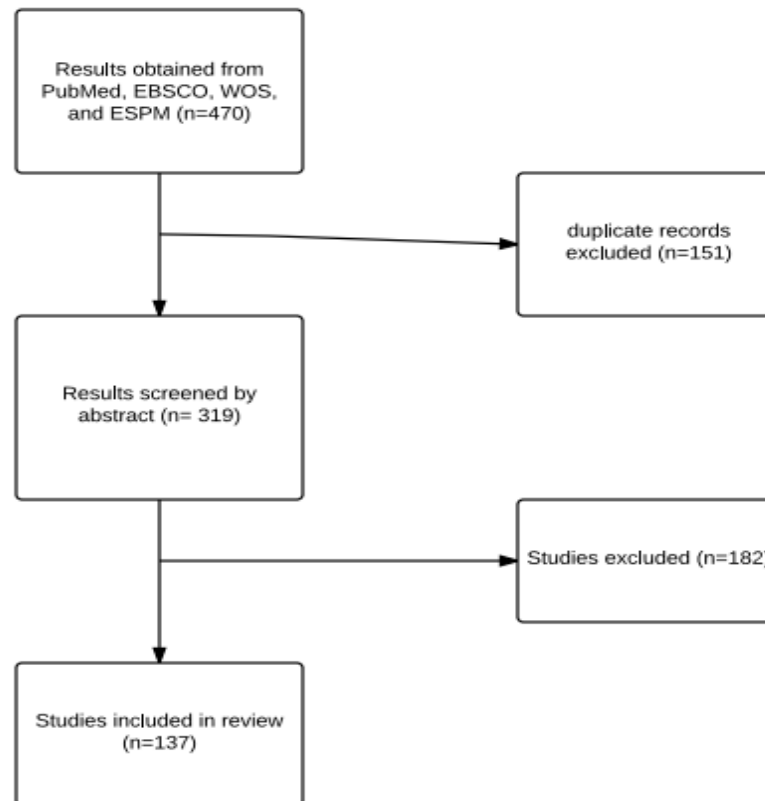 Results obtained from
PubMed, EBSCO, WOS,
and ESPM (n=470)
duplicate records
excluded (n=151)
Results screened by
abstract (n= 319)
Studies excluded (n=182)
Studies included in review
(n=137)